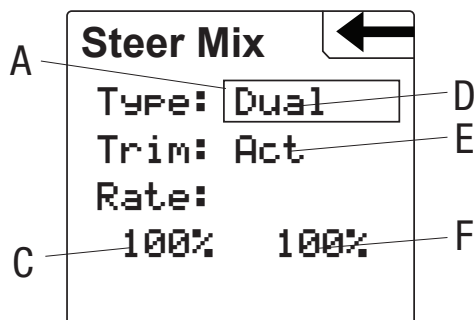 Steer Mix
A
Type: Dual
D
Trim: Act
E
Rate:
100% 100%
C
F